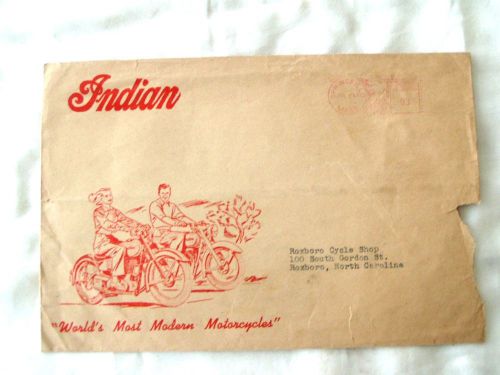 Indian
Roxboro Cycle Shop
100 South Gordon St.
Roxboro, North Carolina
"World's Most Modern Motorcycles"